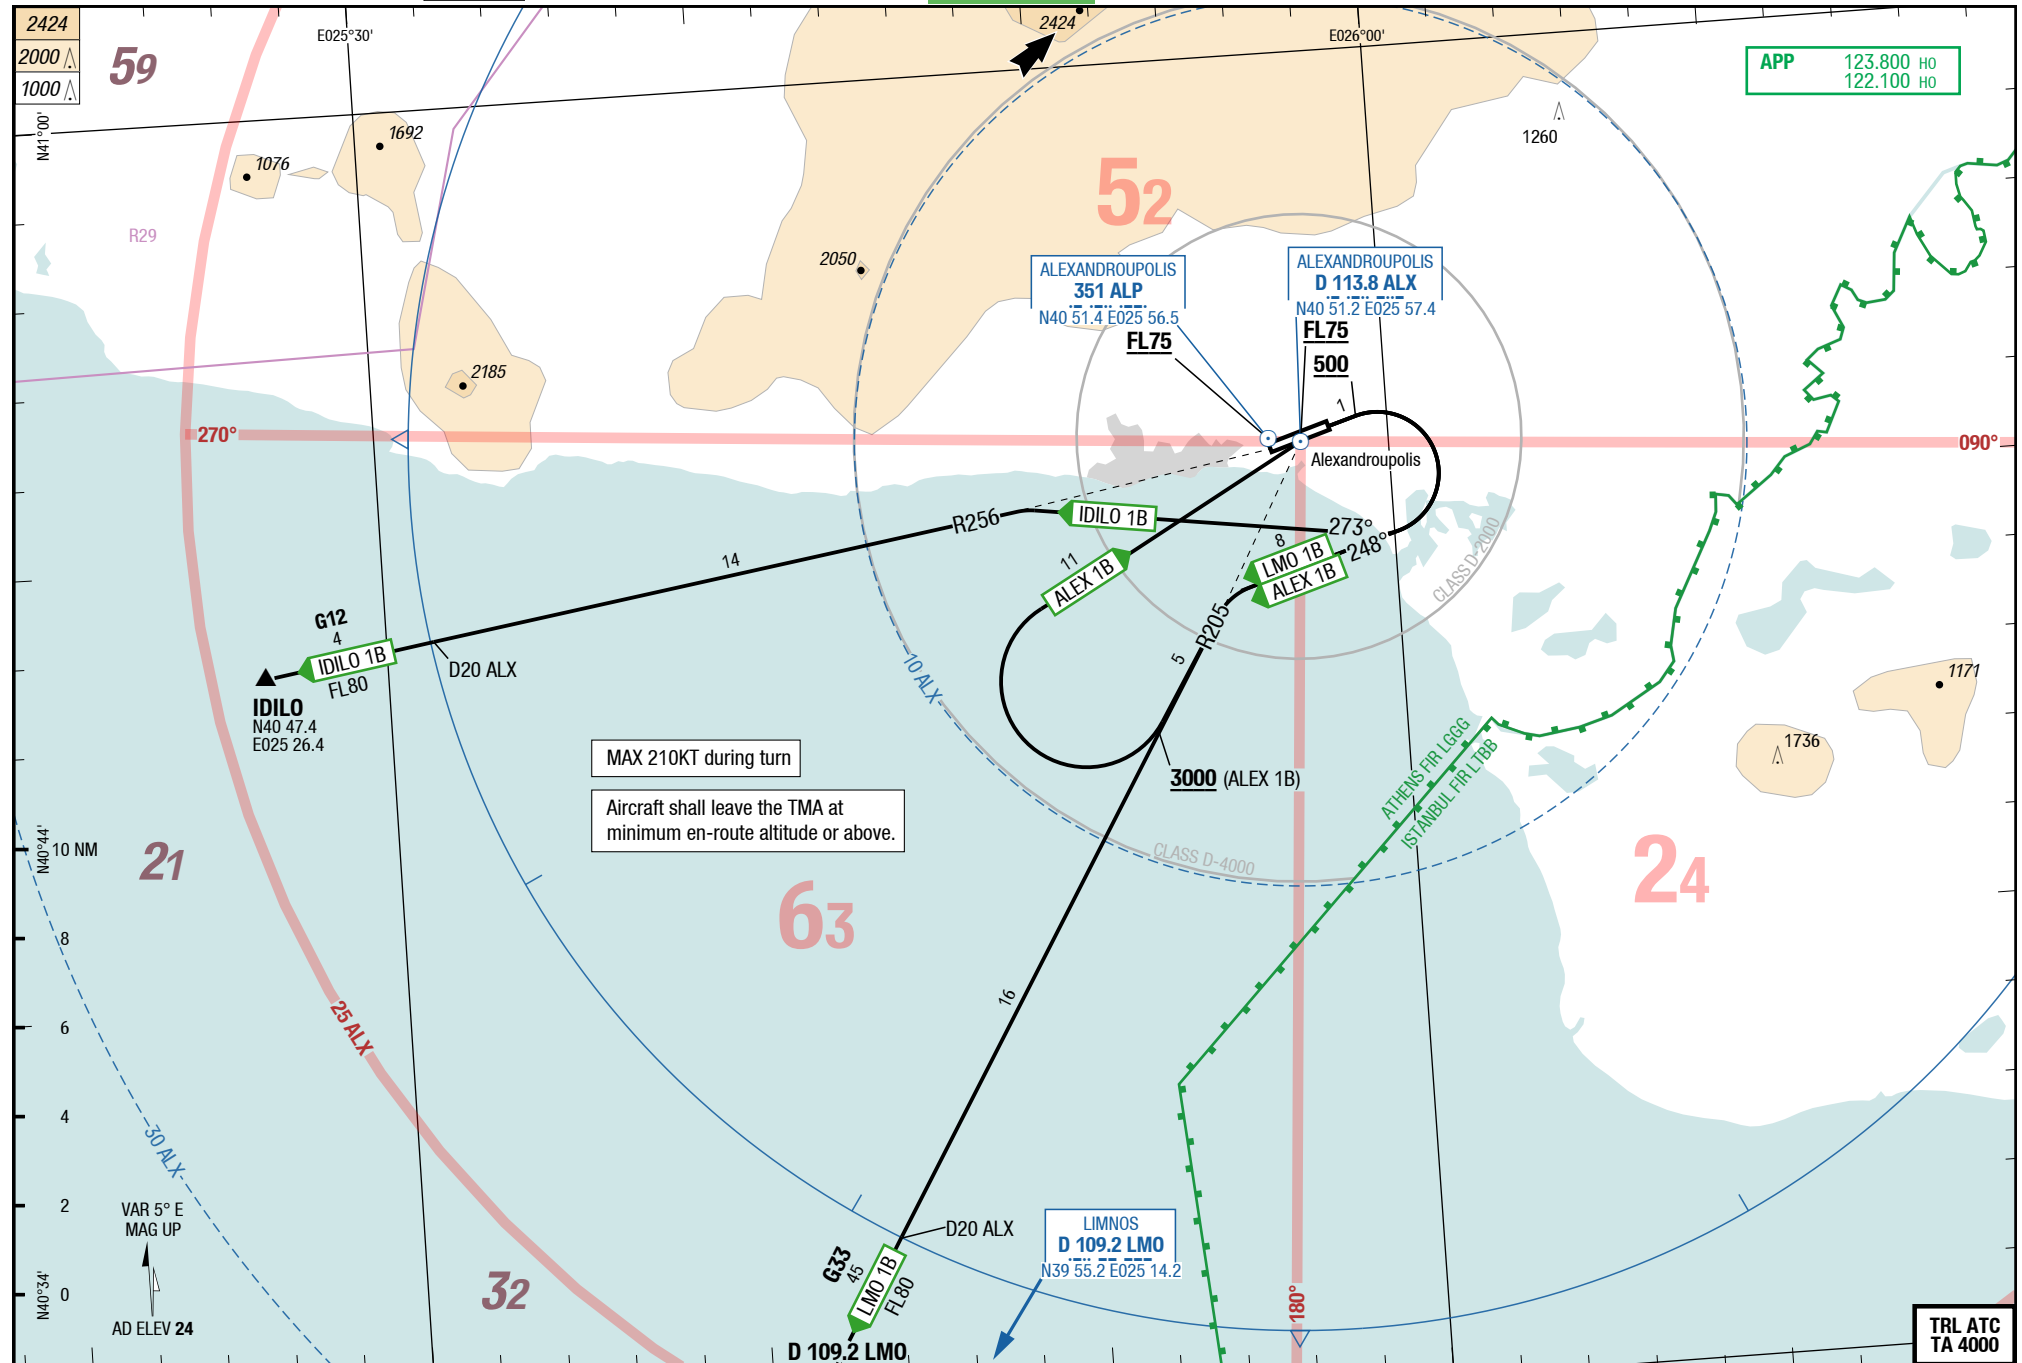 2424
2000
1000
59
N41°00'
E025°30'
2424
E026°00'
APP 123.800 HO
122.100 HO
1692
1076
R29
2050
2185
52
1260
ALEXANDROUPOLIS
351 ALP
N40 51.4 E025 56.5
FL75
ALEXANDROUPOLIS
D 113.8 ALX
N40 51.2 E025 57.4
FL75
500
1
270°
090°
Alexandroupolis
R256
IDILO 1B
273°
248°
8
LMO 1B
ALEX 1B
CLASS D-2000
14
11
ALEX 1B
R205
5
G12
4
IDILO 1B
FL80
D20 ALX
IDILO
N40 47.4
E025 26.4
10 ALX
1171
1736
MAX 210KT during turn
Aircraft shall leave the TMA at
minimum en-route altitude or above.
3000 (ALEX 1B)
ATHENS FIR LGGG
ISTANBUL FIR LTBB
CLASS D-4000
N40°44'
10 NM
8
6
4
2
0
21
63
24
16
25 ALX
30 ALX
VAR 5° E
MAG UP
N40°34'
AD ELEV 24
32
D20 ALX
G33
45
LMO 1B
FL80
D 109.2 LMO
LIMNOS
D 109.2 LMO
N39 55.2 E025 14.2
180°
TRL ATC
TA 4000